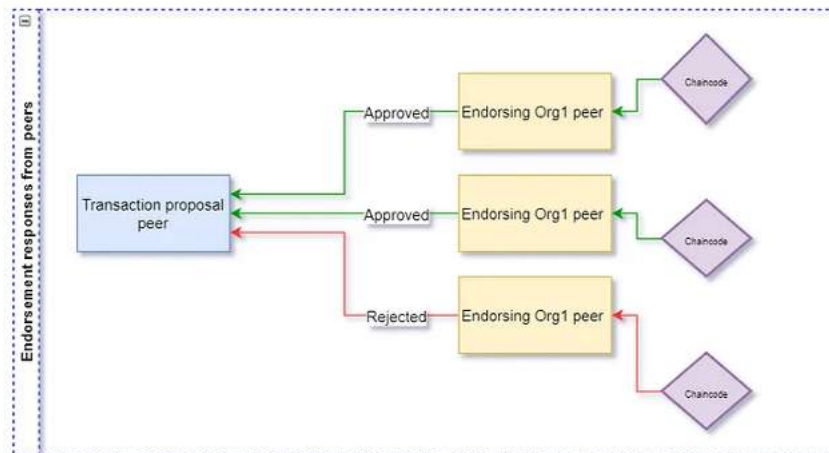 Endorsement responses from peers
Chaincode
Approved
Endorsing Org1 peer
Transaction proposal
peer
Approved
Endorsing Org1 peer
Chaincode
Rejected
Endorsing Org1 peer
Chaincode